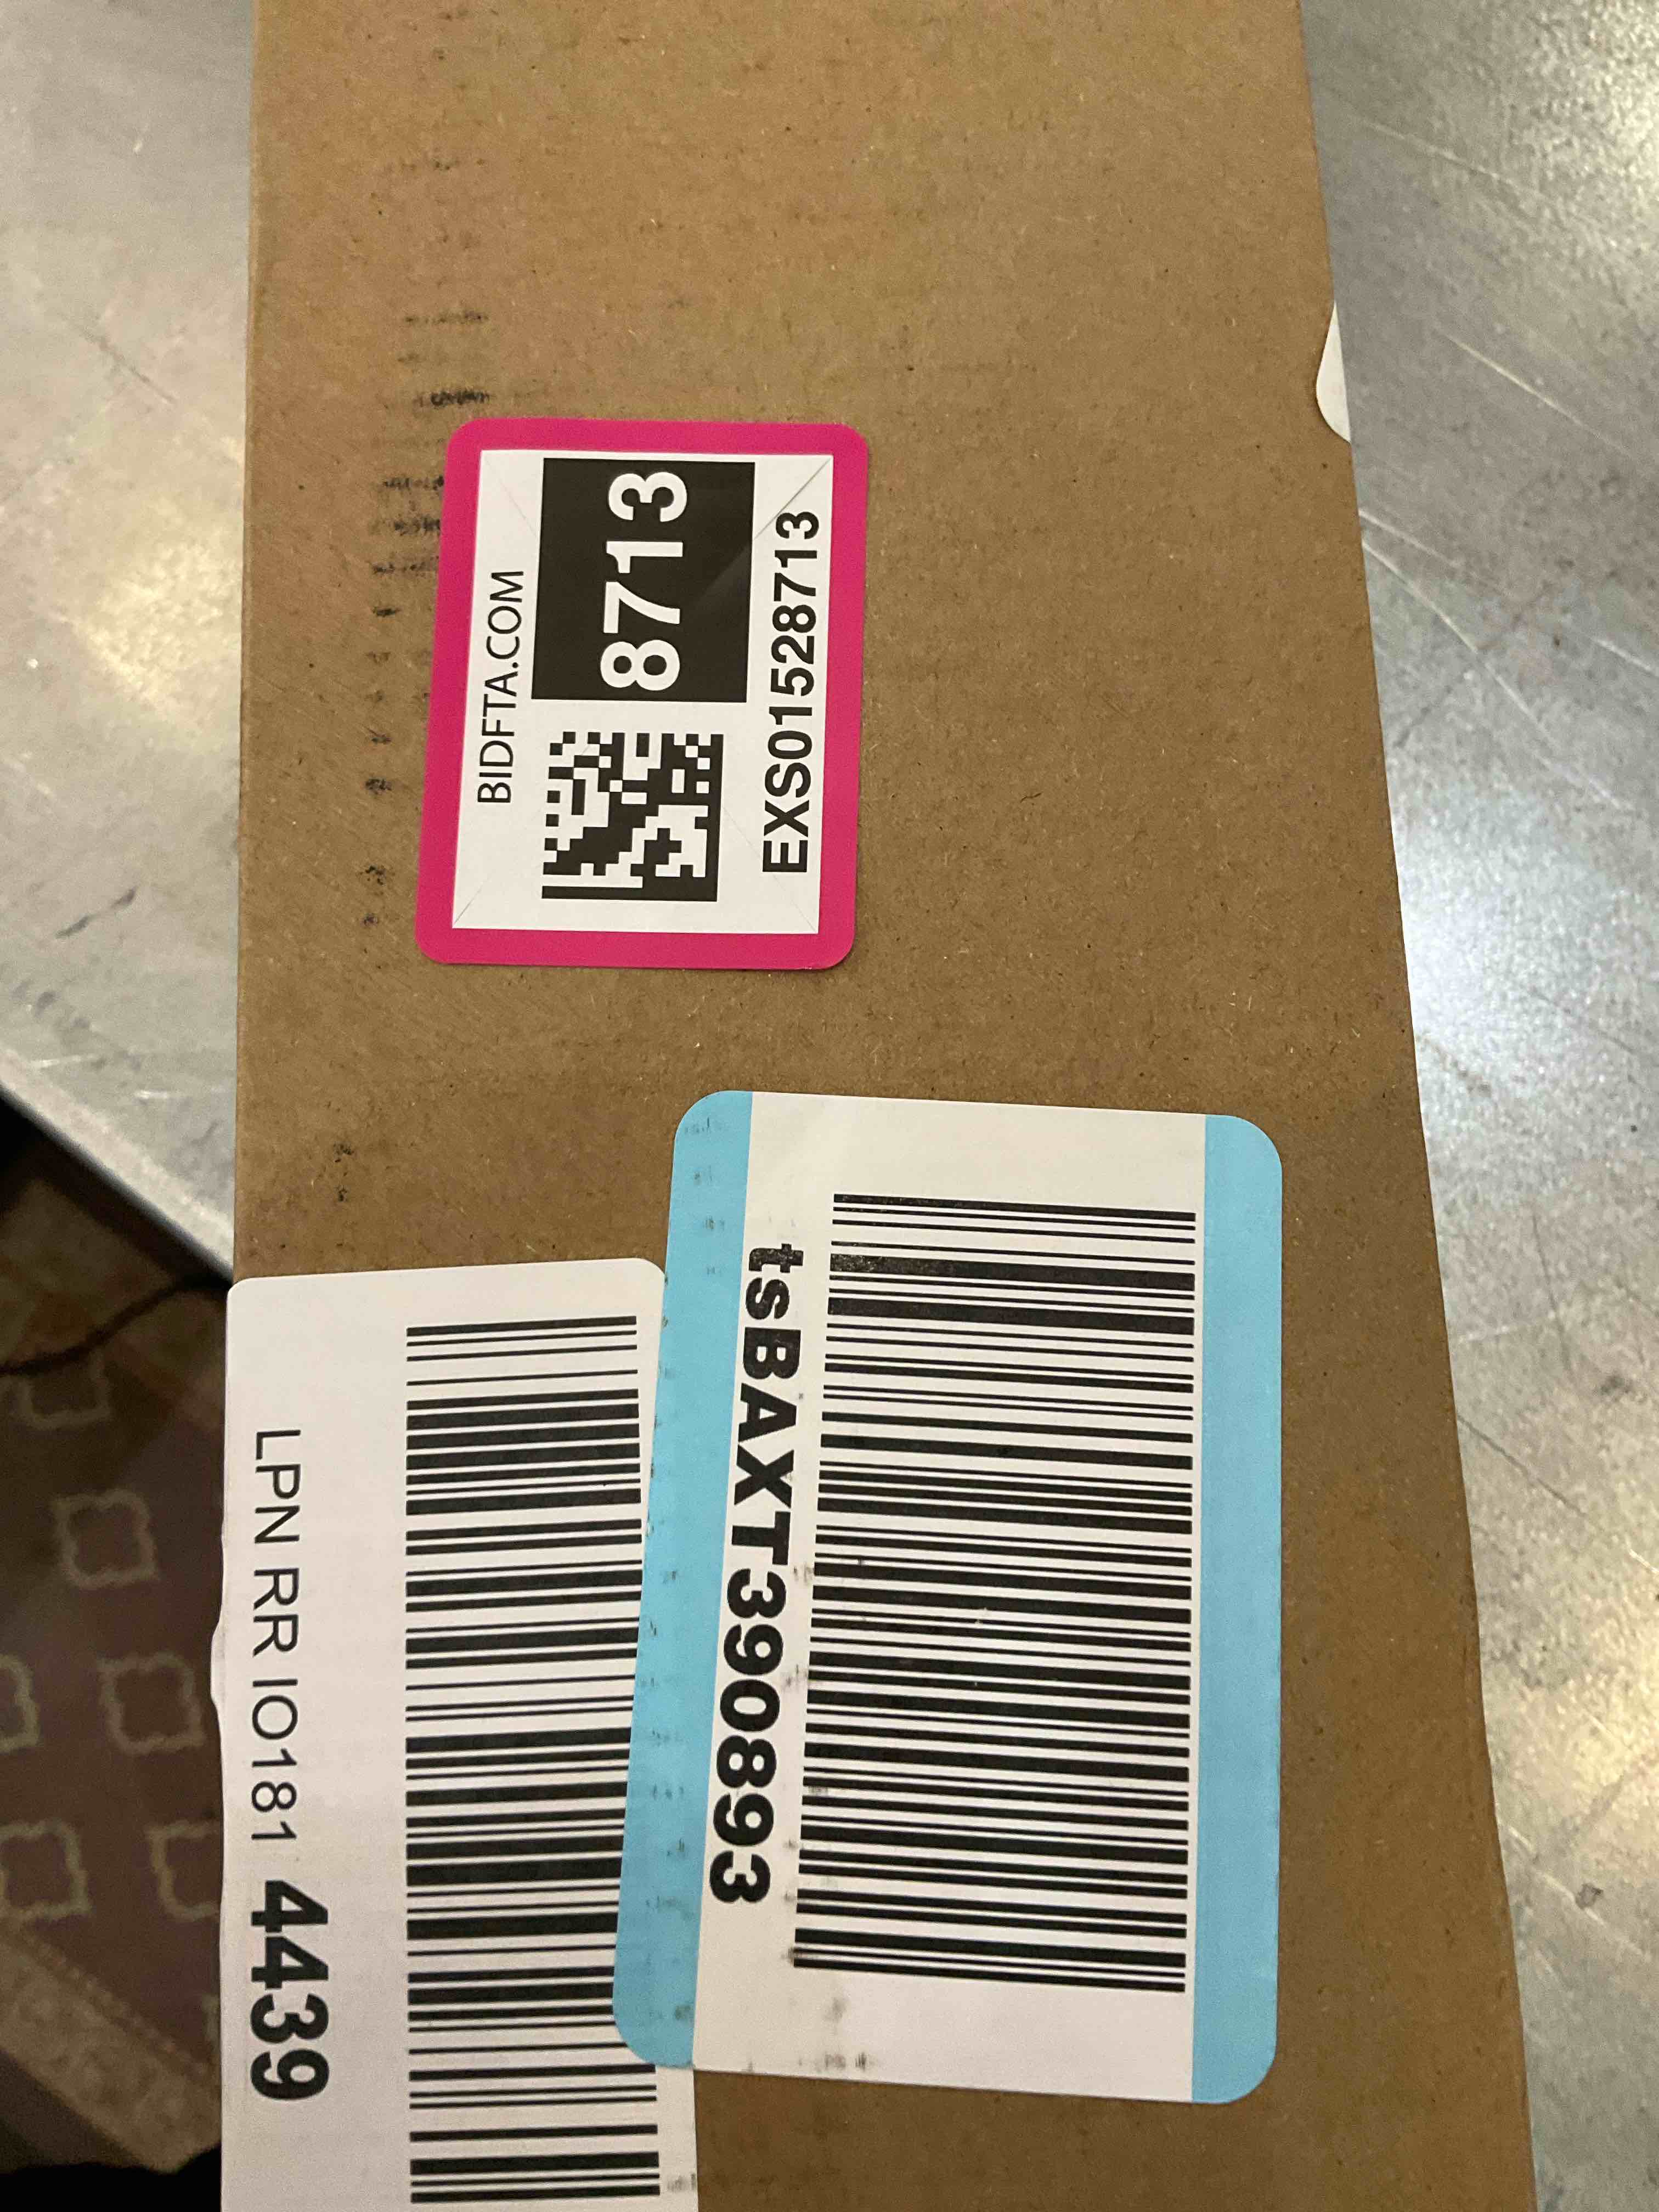 BIDFTA.COM
8713
EXS01528713
tsBAXT390893
LPN RR IO181 4439